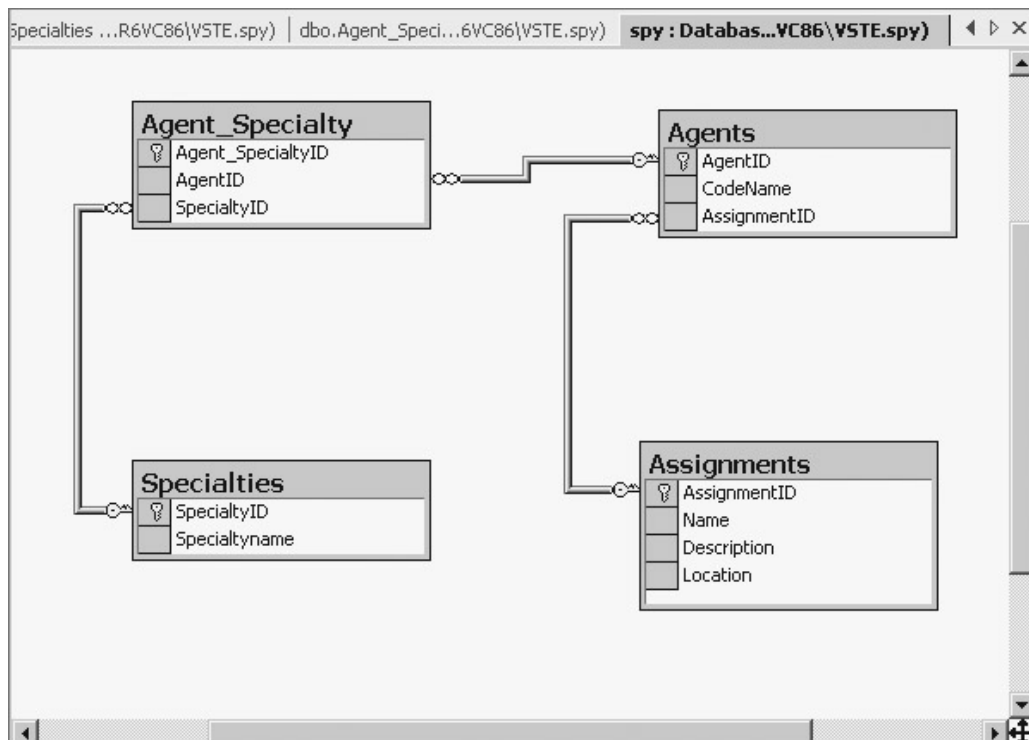 Specialties ...R6VC86\VSTE.spy)
dbo.Agent_Speci...6VC86\VSTE.spy)
spy : Databas...VC86\VSTE.spy)
Agent_Specialty
Agent_SpecialtyID
AgentID
SpecialtyID
Agents
AgentID
CodeName
AssignmentID
Specialties
SpecialtyID
Specialtyname
Assignments
AssignmentID
Name
Description
Location